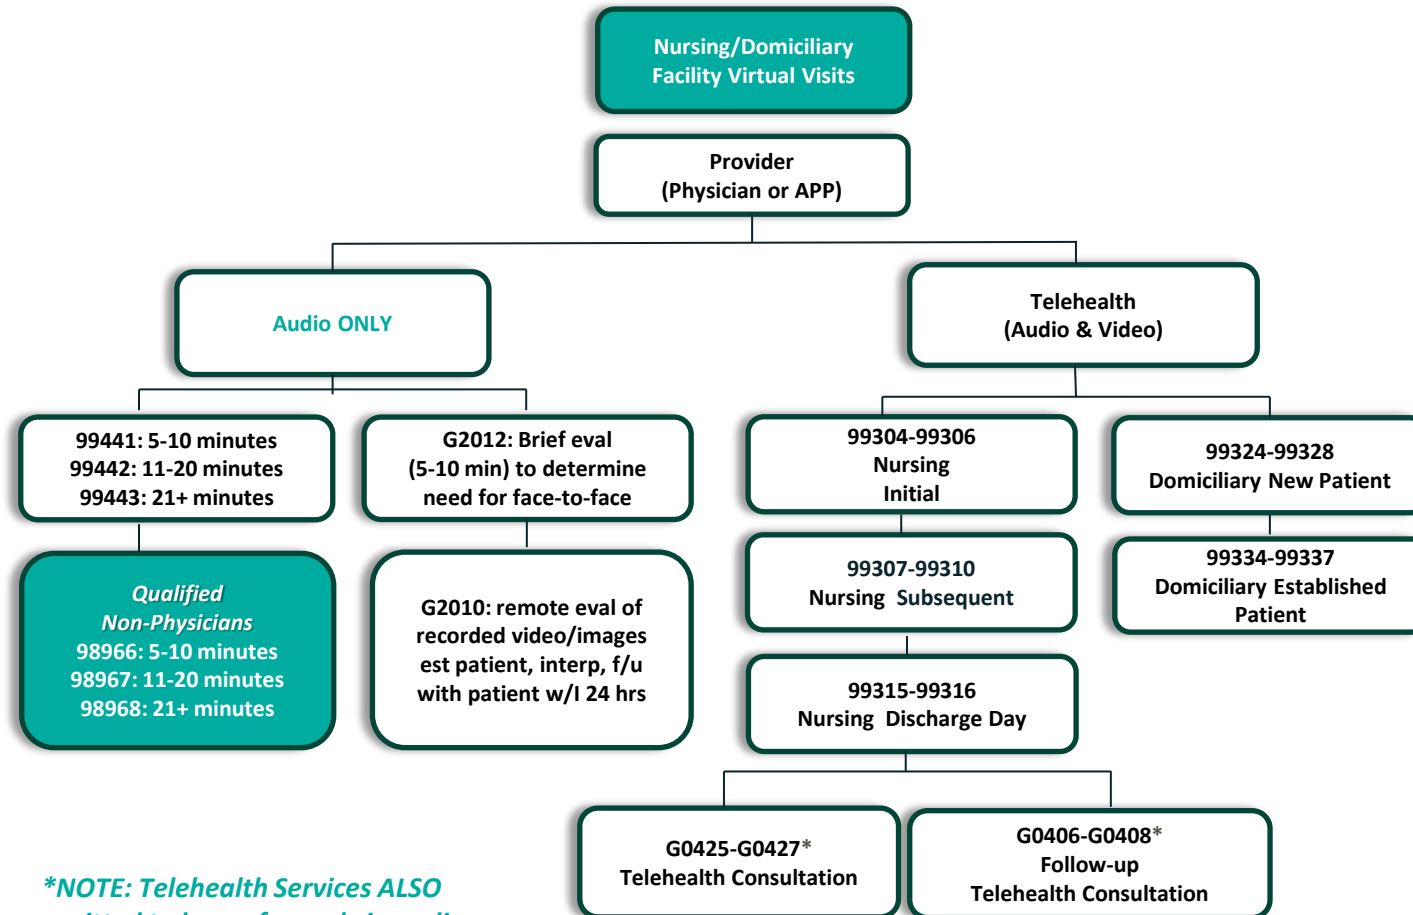 Nursing/Domiciliary
Facility Virtual Visits
Provider
(Physician or APP)
Audio ONLY
Telehealth
(Audio & Video)
99441: 5-10 minutes
99442: 11-20 minutes
99443: 21+ minutes
G2012: Brief eval
(5-10 min) to determine
need for face-to-face
99304-99306
Nursing
Initial
99324-99328
Domiciliary New Patient
Qualified
Non-Physicians
98966: 5-10 minutes
98967: 11-20 minutes
98968: 21+ minutes
G2010: remote eval of
recorded video/images
est patient, interp, f/u
with patient w/I 24 hrs
99307-99310
Nursing Subsequent
99334-99337
Domiciliary Established
Patient
99315-99316
Nursing Discharge Day
G0425-G0427*
Telehealth Consultation
G0406-G0408*
Follow-up
Telehealth Consultation
*NOTE: Telehealth Services ALSO